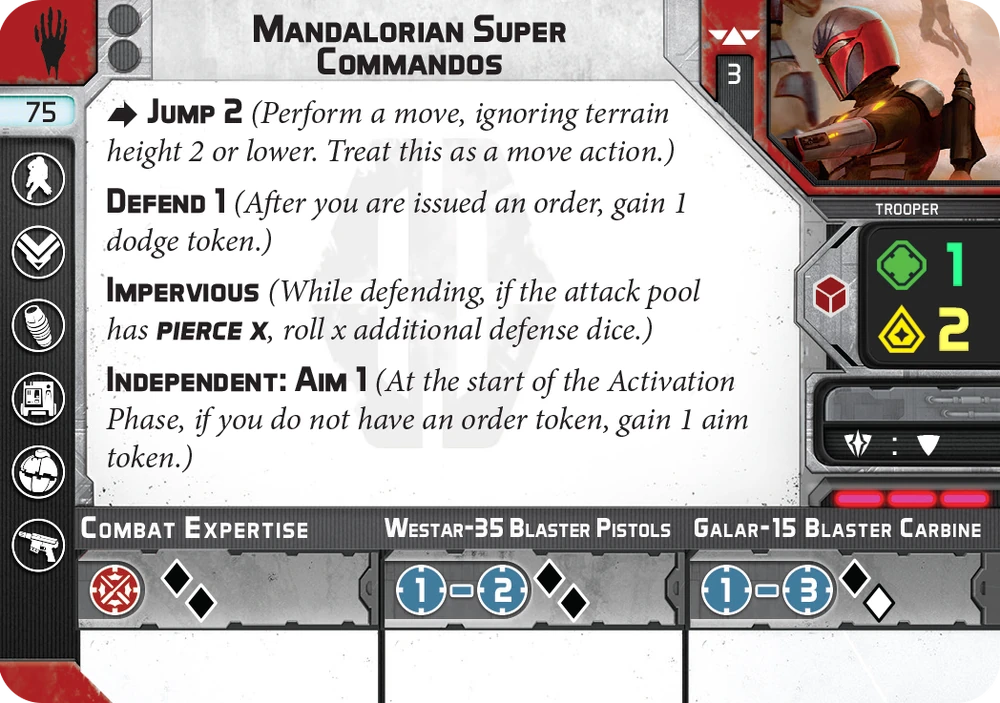 MANDALORIAN SUPER
COMMANDOS
75
3
JUMP 2 (Perform a move, ignoring terrain
height 2 or lower. Treat this as a move action.)
DEFEND 1 (After you are issued an order, gain 1
dodge token.)
IMPERVIOUS (While defending, if the attack pool
has PIERCE X, roll x additional defense dice.)
INDEPENDENT: AIM 1 (At the start of the Activation
Phase, if you do not have an order token, gain 1 aim
token.)
TROOPER
1
2
:
COMBAT EXPERTISE
WESTAR-35 BLASTER PISTOLS
1-2
GALAR-15 BLASTER CARBINE
1-3